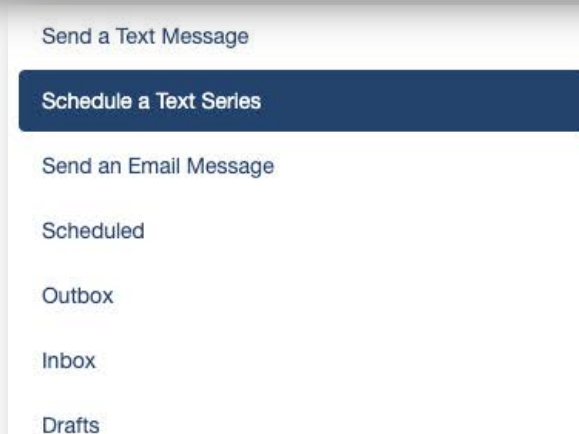 Send a Text Message
Schedule a Text Series
Send an Email Message
Scheduled
Outbox
Inbox
Drafts